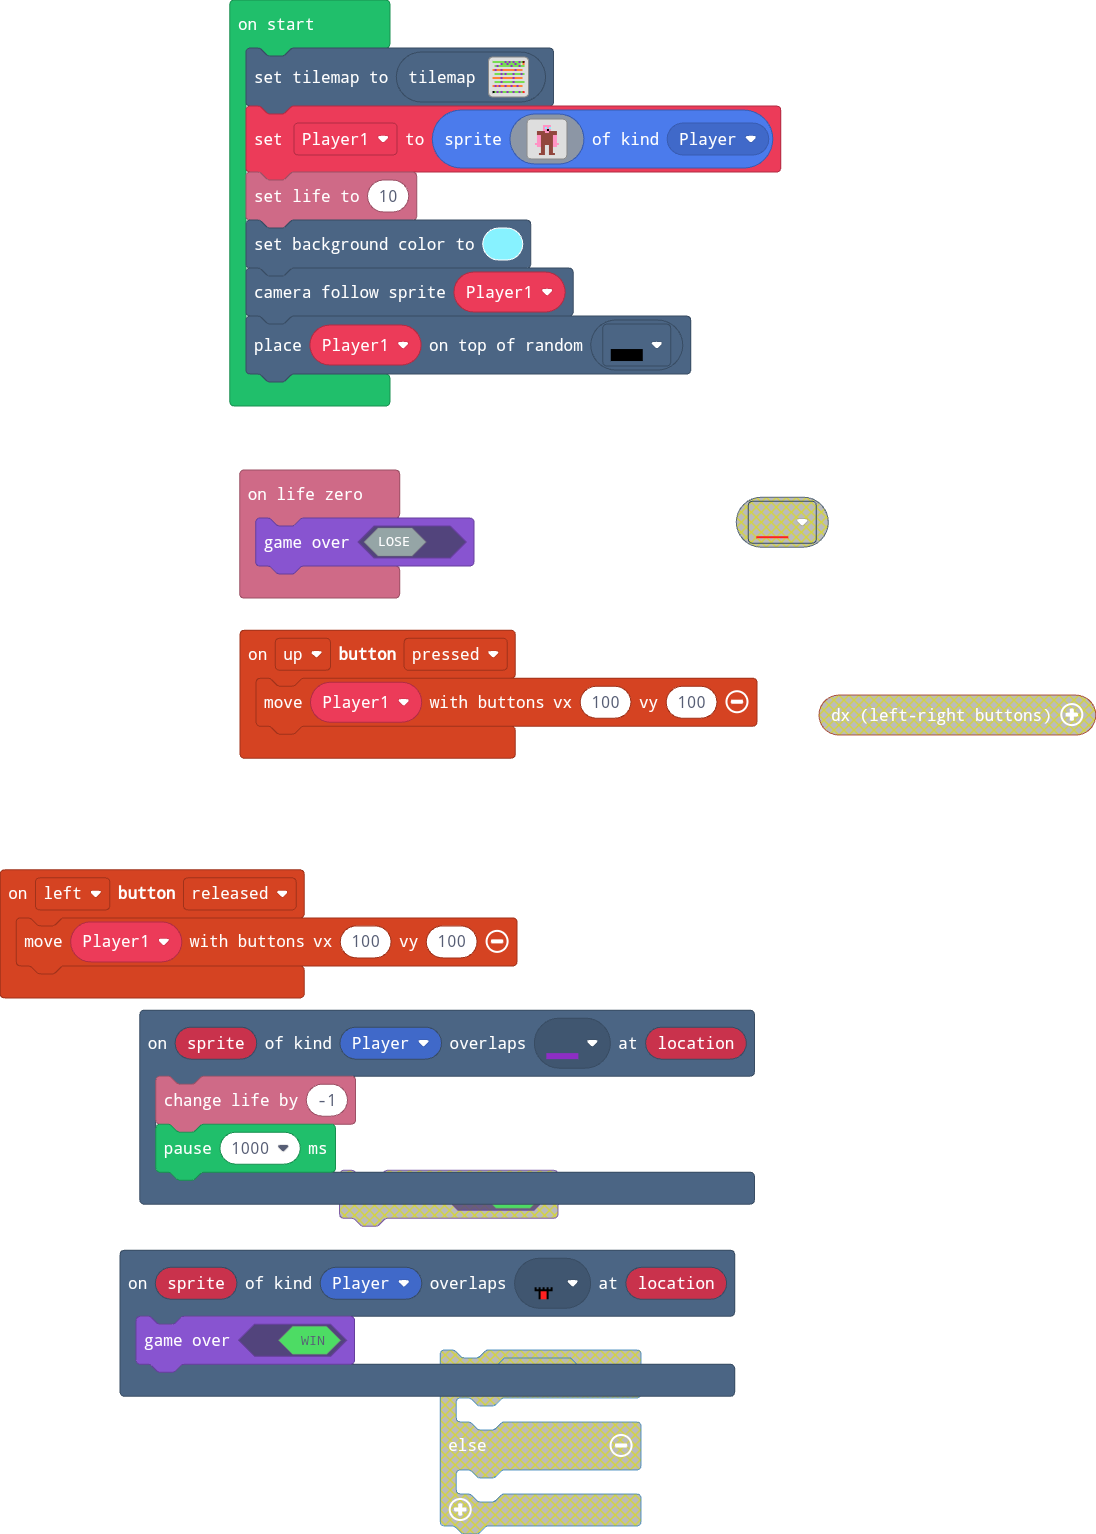 on start
set tilemap to tilemap
set Player1 to sprite of kind Player
set life to 10
set background color to
camera follow sprite Player1
place Player1 on top of random
on life zero
game over LOSE
on up button pressed
move Player1 with buttons vx 100 vy 100
dx (left-right buttons)
on left button released
move Player1 with buttons vx 100 vy 100
on sprite of kind Player overlaps at location
change life by -1
pause 1000 ms
on sprite of kind Player overlaps at location
game over WIN
else